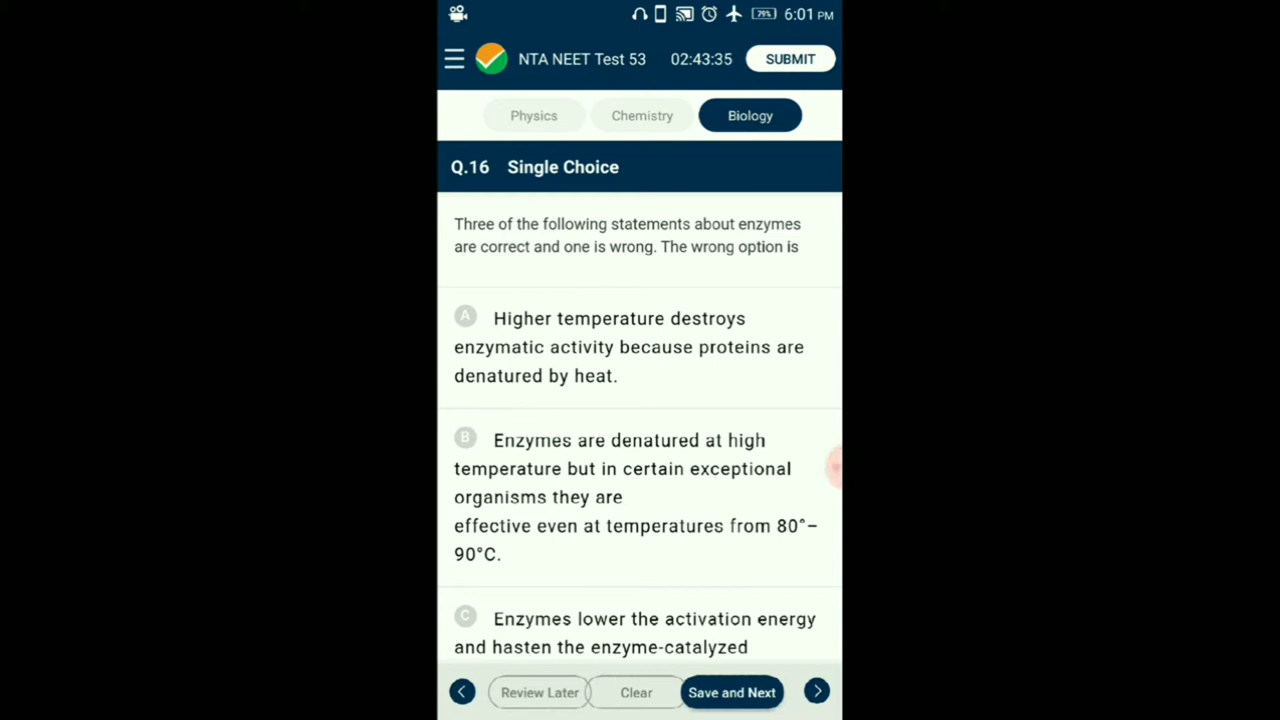 79% 6:01 PM
NTA NEET Test 53 02:43:35 SUBMIT
Physics Chemistry Biology
Q.16 Single Choice
Three of the following statements about enzymes
are correct and one is wrong. The wrong option is
A Higher temperature destroys
enzymatic activity because proteins are
denatured by heat.
B Enzymes are denatured at high
temperature but in certain exceptional
organisms they are
effective even at temperatures from 80°–
90°C.
C Enzymes lower the activation energy
and hasten the enzyme-catalyzed
Review Later Clear Save and Next